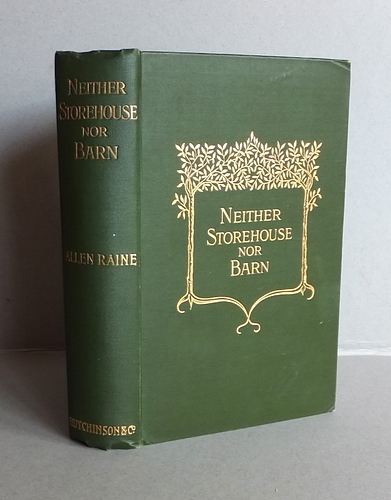 NEITHER
STOREHOUSE
NOR
BARN
ALLEN RAINE
HUTCHINSON & Co
NEITHER
STOREHOUSE
NOR
BARN